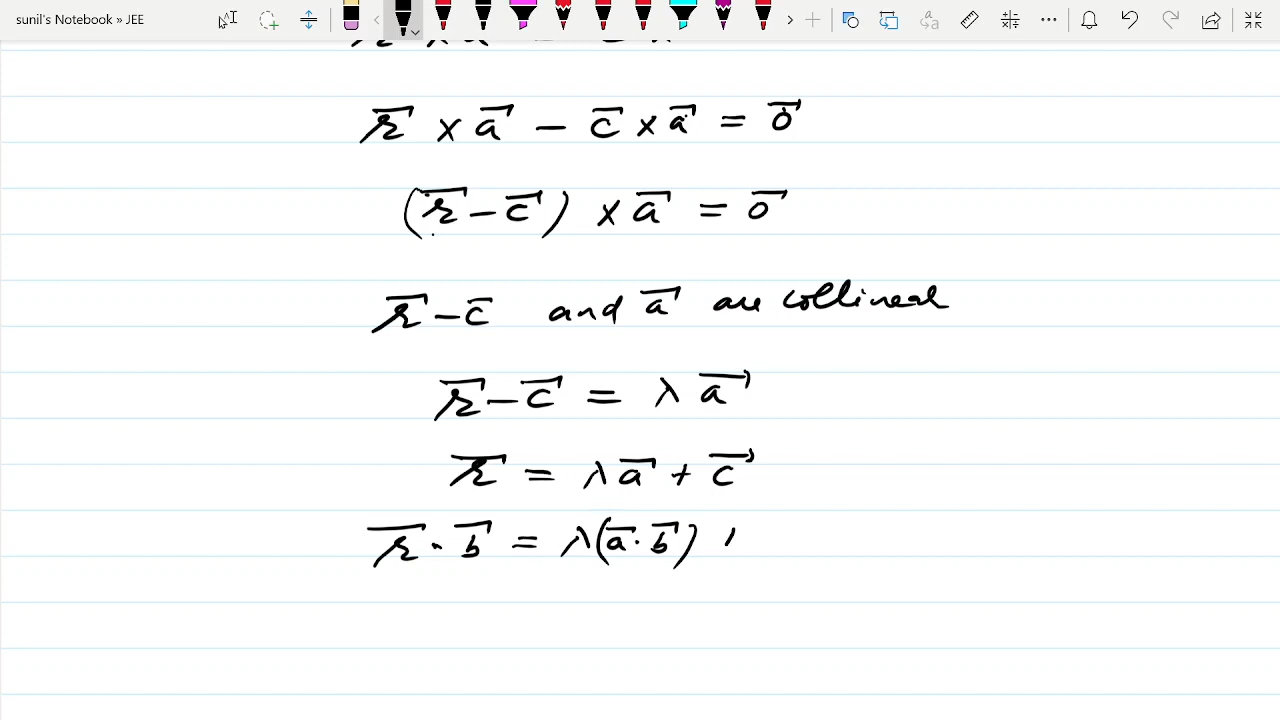 sunil's Notebook » JEE
r⃗ × a⃗ − c⃗ × a⃗ = 0⃗
(r⃗ − c⃗) × a⃗ = 0⃗
r⃗ − c̅ and a⃗ are collinear
r⃗ − c⃗ = λ a⃗
r⃗ = λ a⃗ + c⃗
r⃗ · b⃗ = λ(a⃗ · b⃗)